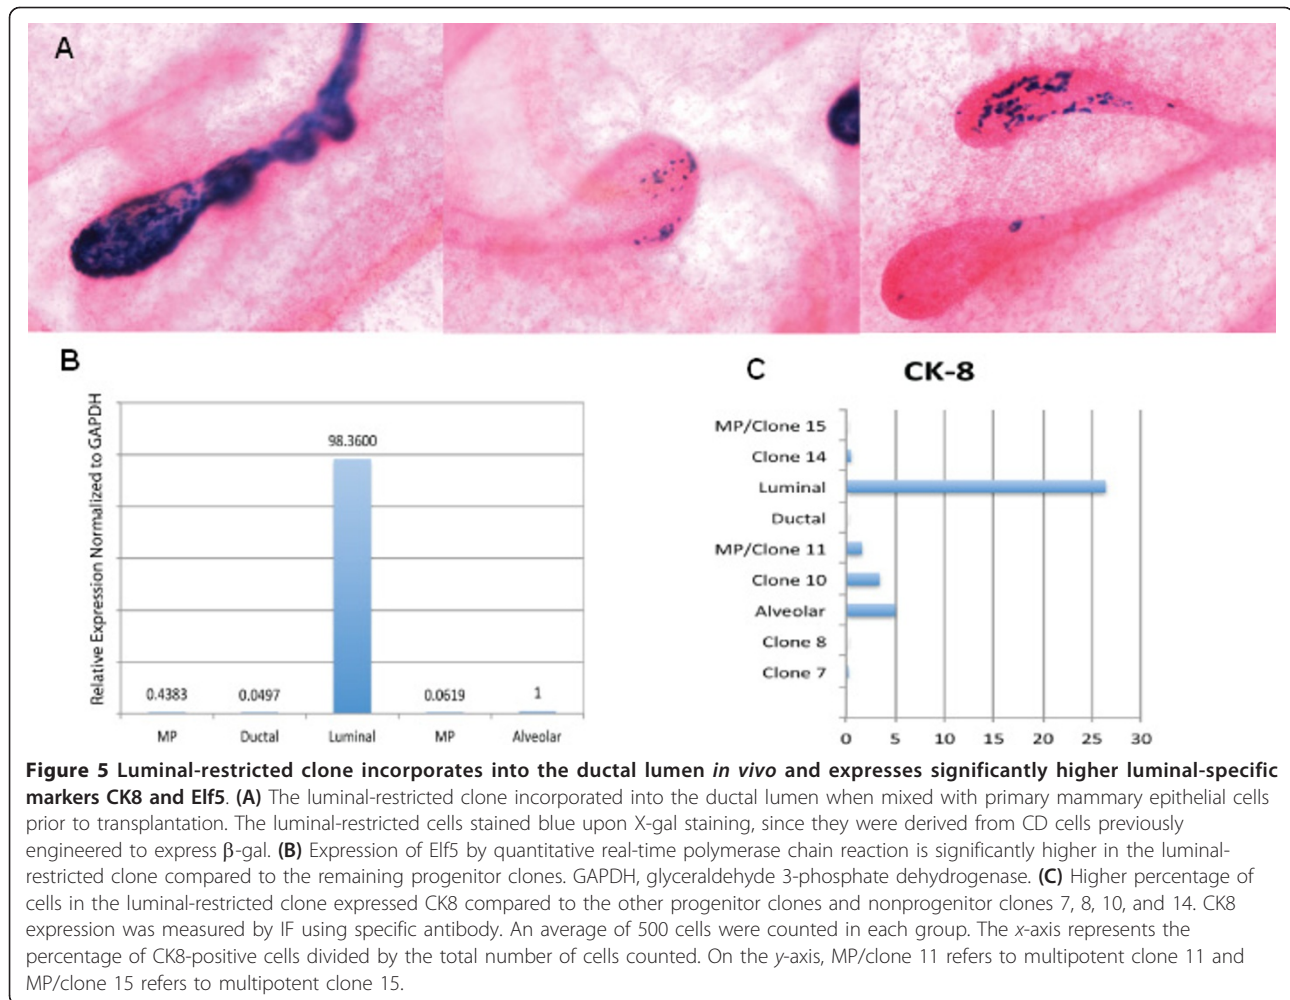 A
B
Relative Expression Normalized to GAPDH
98.3600
0.4383
0.0497
0.0619
1
MP
Ductal
Luminal
MP
Alveolar
C
CK-8
MP/Clone 15
Clone 14
Luminal
Ductal
MP/Clone 11
Clone 10
Alveolar
Clone 8
Clone 7
0 5 10 15 20 25 30
Figure 5 Luminal-restricted clone incorporates into the ductal lumen in vivo and expresses significantly higher luminal-specific
markers CK8 and Elf5. (A) The luminal-restricted clone incorporated into the ductal lumen when mixed with primary mammary epithelial cells
prior to transplantation. The luminal-restricted cells stained blue upon X-gal staining, since they were derived from CD cells previously
engineered to express β-gal. (B) Expression of Elf5 by quantitative real-time polymerase chain reaction is significantly higher in the luminal-
restricted clone compared to the remaining progenitor clones. GAPDH, glyceraldehyde 3-phosphate dehydrogenase. (C) Higher percentage of
cells in the luminal-restricted clone expressed CK8 compared to the other progenitor clones and nonprogenitor clones 7, 8, 10, and 14. CK8
expression was measured by IF using specific antibody. An average of 500 cells were counted in each group. The x-axis represents the
percentage of CK8-positive cells divided by the total number of cells counted. On the y-axis, MP/clone 11 refers to multipotent clone 11 and
MP/clone 15 refers to multipotent clone 15.